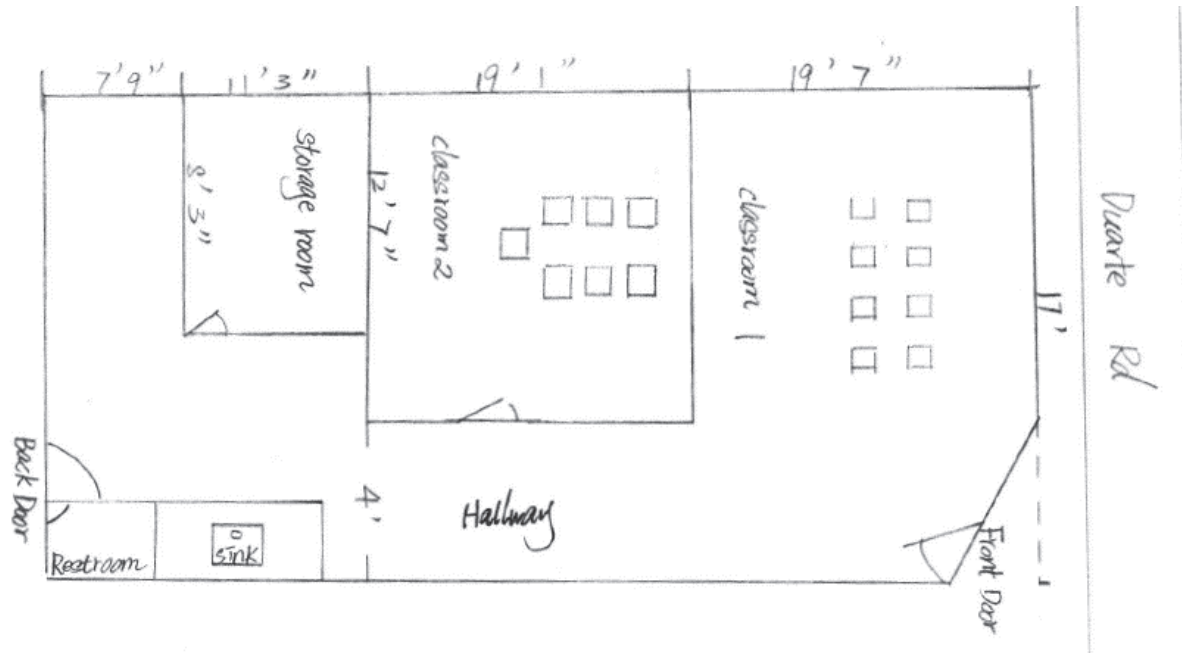 7'9"
11'3"
19'1"
19'7"
storage room
8'3"
12'7"
classroom 2
classroom 1
17'
Duarte Rd
Back Door
4'
Hallway
Restroom
sink
Front Door